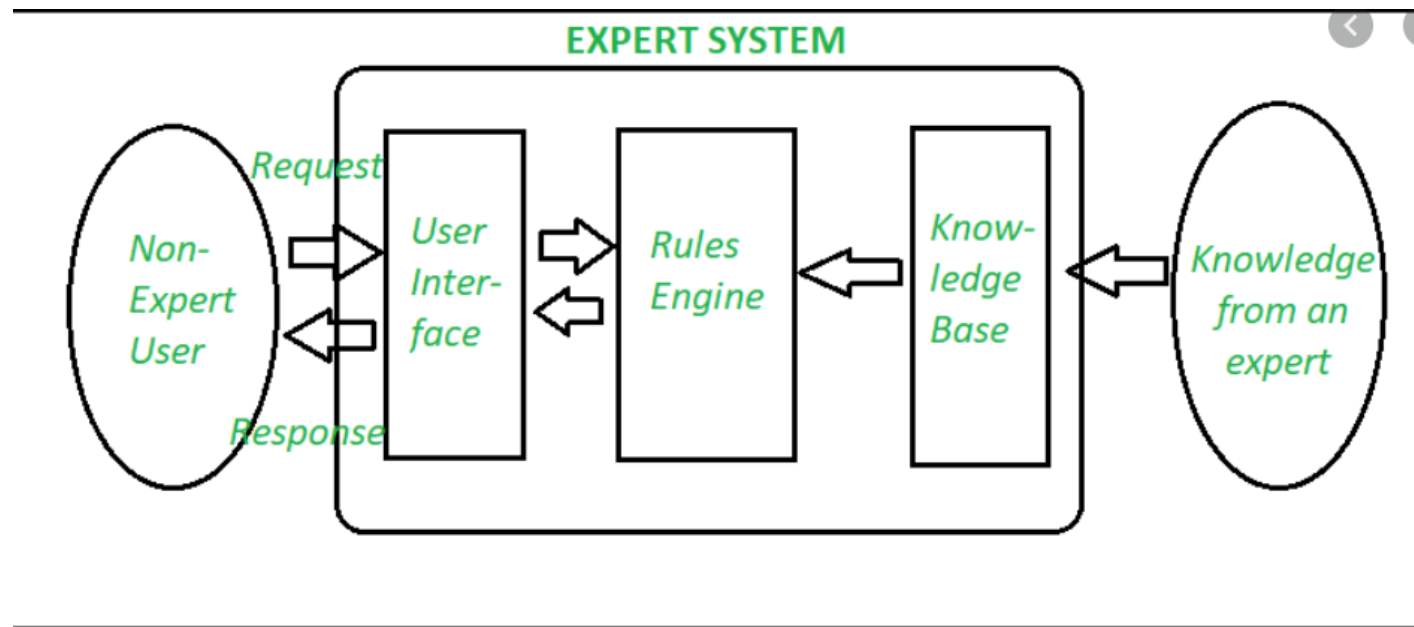 EXPERT SYSTEM
Request
Non-
Expert
User
Response
User
Inter-
face
Rules
Engine
Know-
ledge
Base
Knowledge
from an
expert